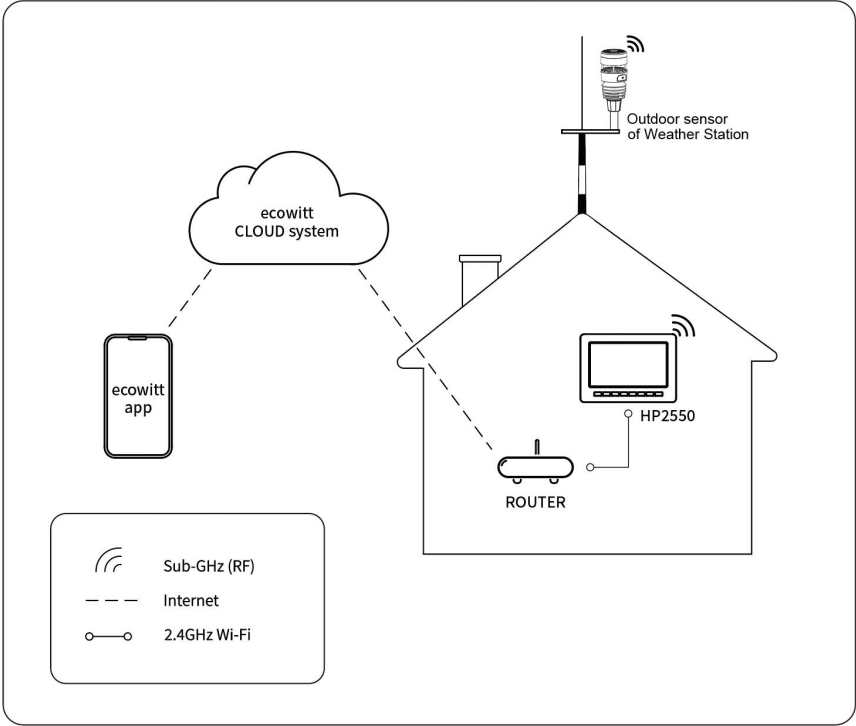 Outdoor sensor
of Weather Station
ecowitt
CLOUD system
ecowitt
app
HP2550
ROUTER
Sub-GHz (RF)
Internet
2.4GHz Wi-Fi